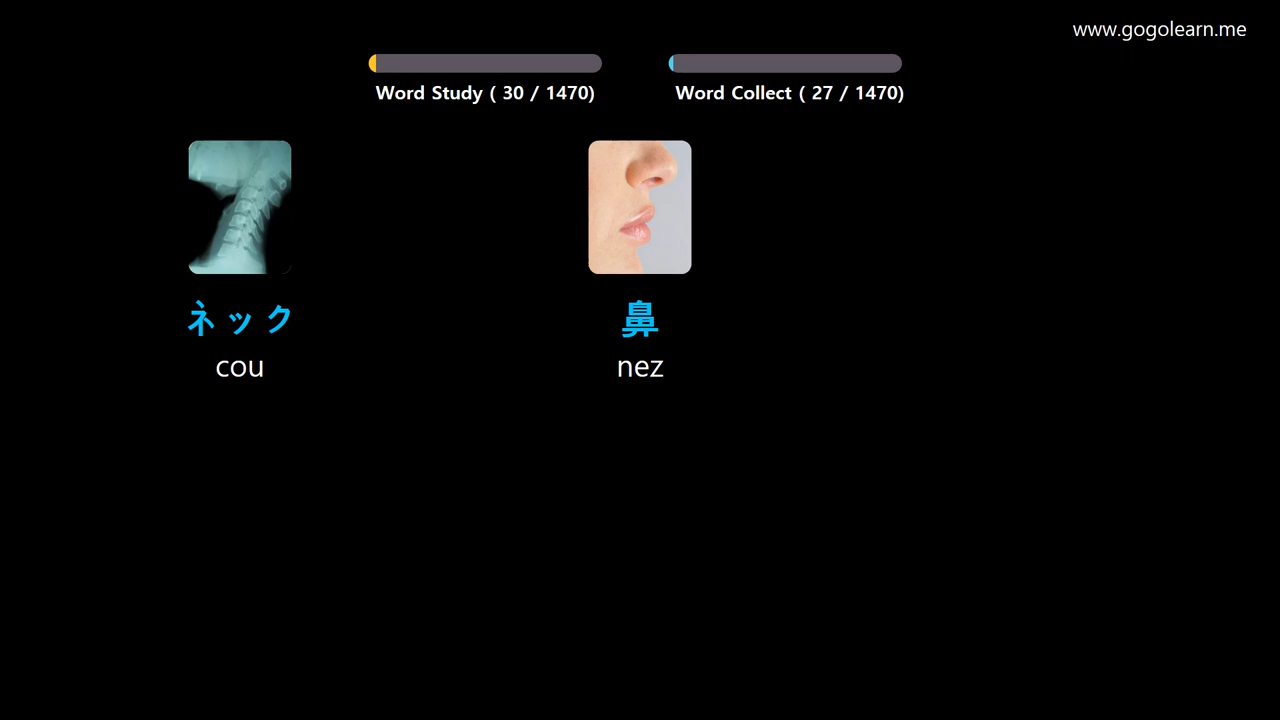 www.gogolearn.me
Word Study ( 30 / 1470)
Word Collect ( 27 / 1470)
ネック
cou
鼻
nez